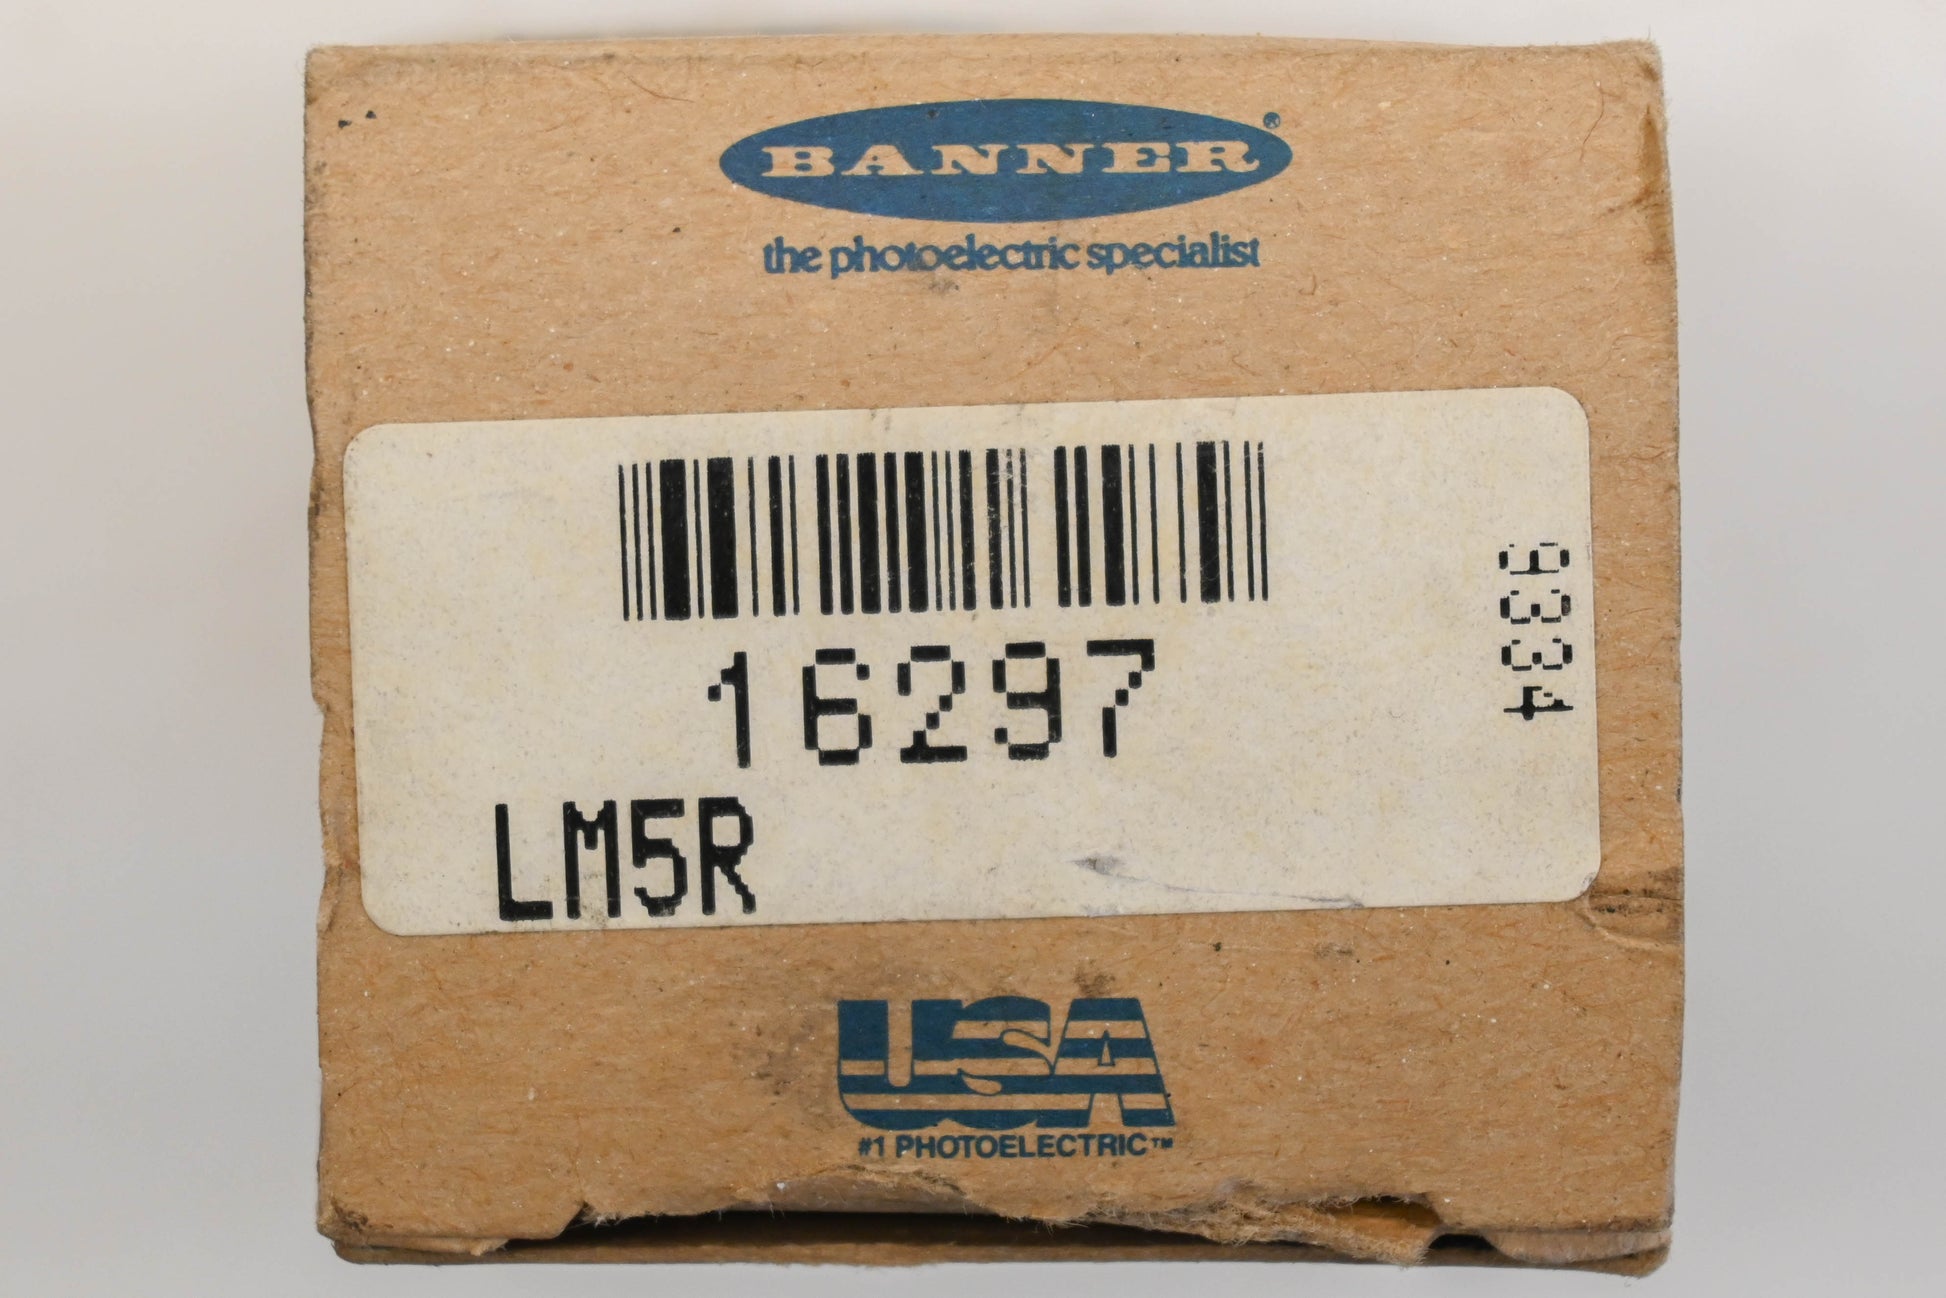 BANNER®
the photoelectric specialist
16297
9334
LM5R
USA
#1 PHOTOELECTRIC™